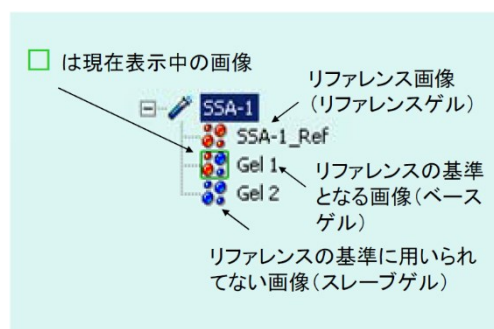 は現在表示中の画像
リファレンス画像
(リファレンスゲル)
SSA-1
SSA-1_Ref
Gel 1
Gel 2
リファレンスの基準
となる画像(ベース
ゲル)
リファレンスの基準に用いられ
てない画像(スレーブゲル)